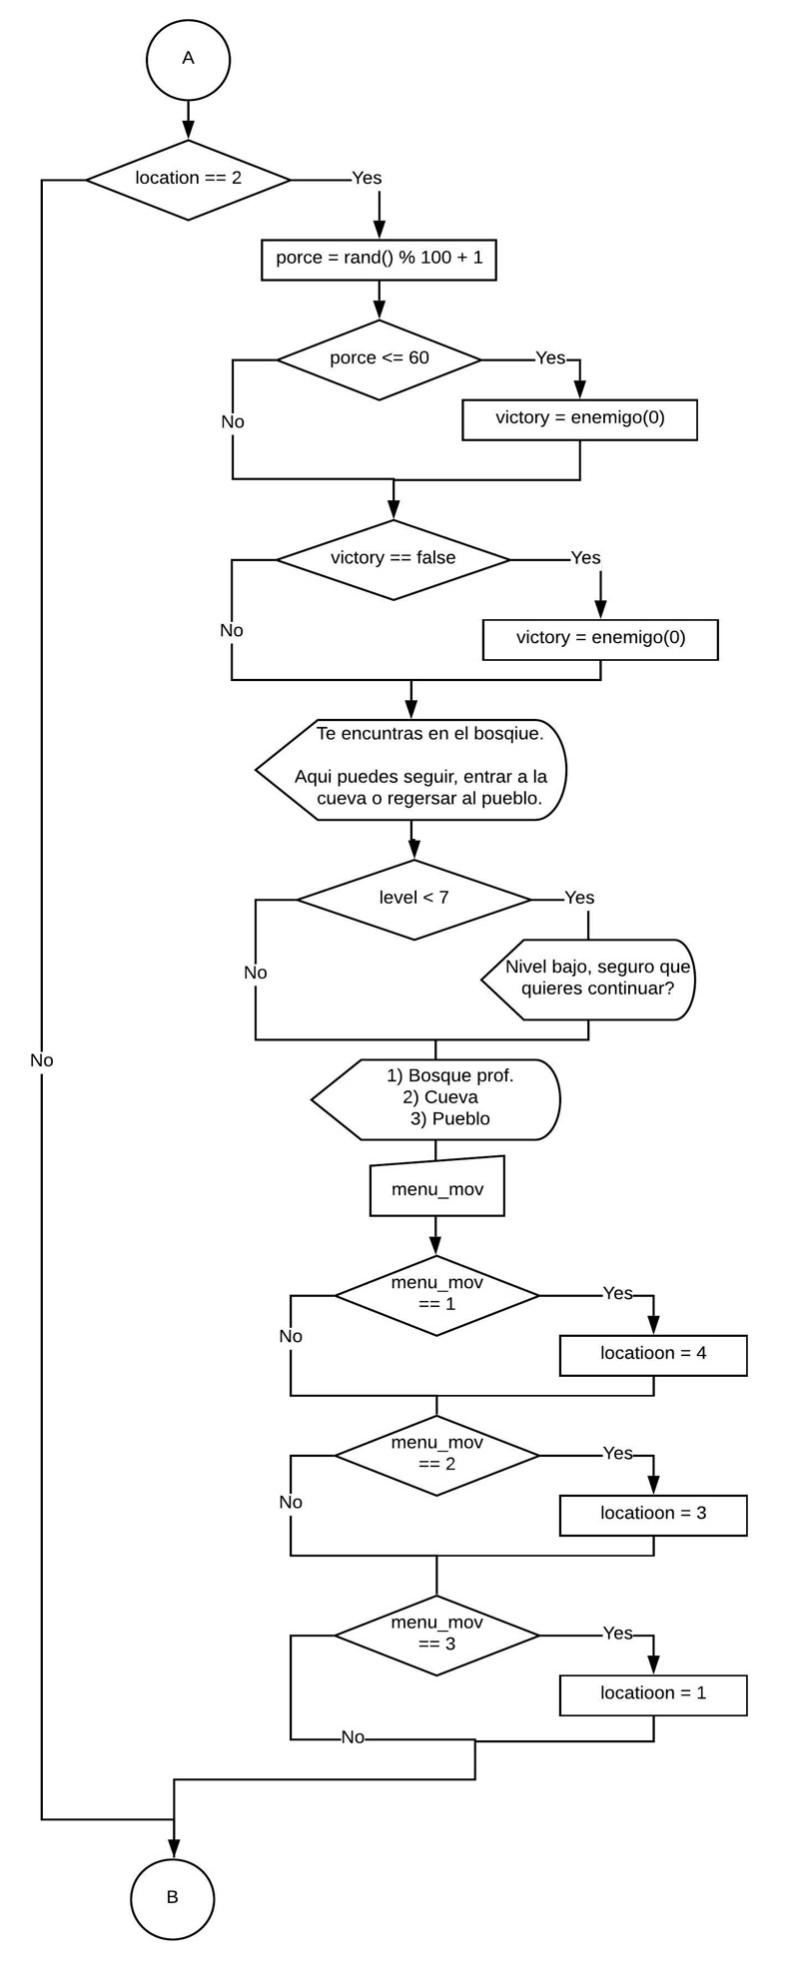 A
location == 2
Yes
porce = rand() % 100 + 1
porce <= 60
Yes
victory = enemigo(0)
No
victory == false
Yes
No
victory = enemigo(0)
Te encuntras en el bosqiue.
Aqui puedes seguir, entrar a la
cueva o regersar al pueblo.
level < 7
Yes
Nivel bajo, seguro que
quieres continuar?
No
No
1) Bosque prof.
2) Cueva
3) Pueblo
menu_mov
menu_mov
== 1
Yes
No
locatioon = 4
menu_mov
== 2
Yes
No
locatioon = 3
menu_mov
== 3
Yes
locatioon = 1
No
B